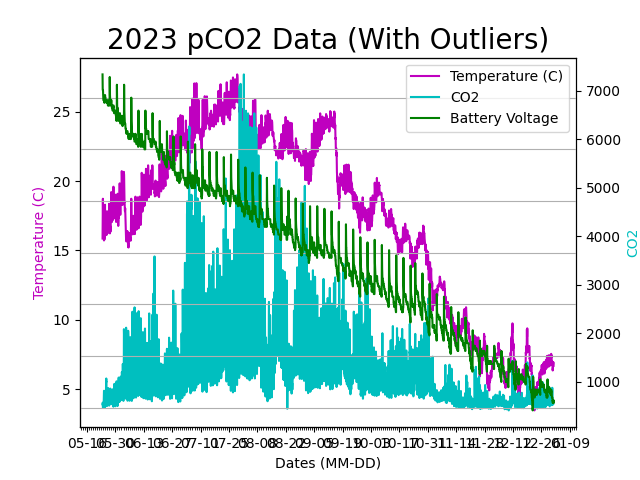 2023 pCO2 Data (With Outliers)
Temperature (C)
CO2
Battery Voltage
25
20
15
10
5
Temperature (C)
7000
6000
5000
4000
3000
2000
1000
CO2
05-16 05-30 06-13 06-27 07-11 07-25 08-08 08-22 09-05 09-19 10-03 10-17 10-31 11-14 11-28 12-12 12-26 01-09
Dates (MM-DD)